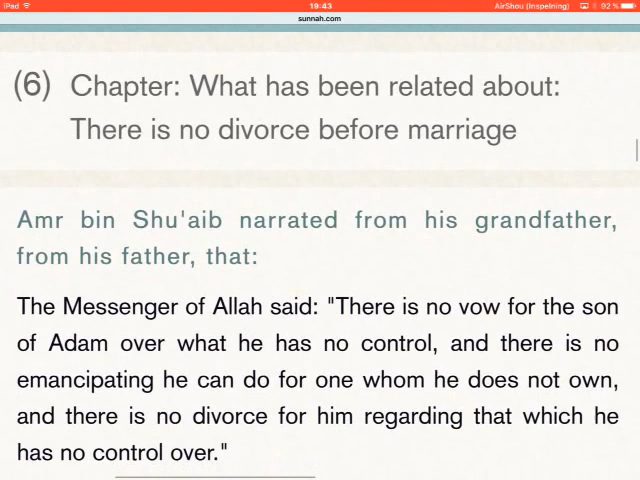 iPad 19:43 AirShou (Inspelning) 92 %
sunnah.com
(6) Chapter: What has been related about:
There is no divorce before marriage
Amr bin Shu'aib narrated from his grandfather,
from his father, that:
The Messenger of Allah said: "There is no vow for the son
of Adam over what he has no control, and there is no
emancipating he can do for one whom he does not own,
and there is no divorce for him regarding that which he
has no control over."